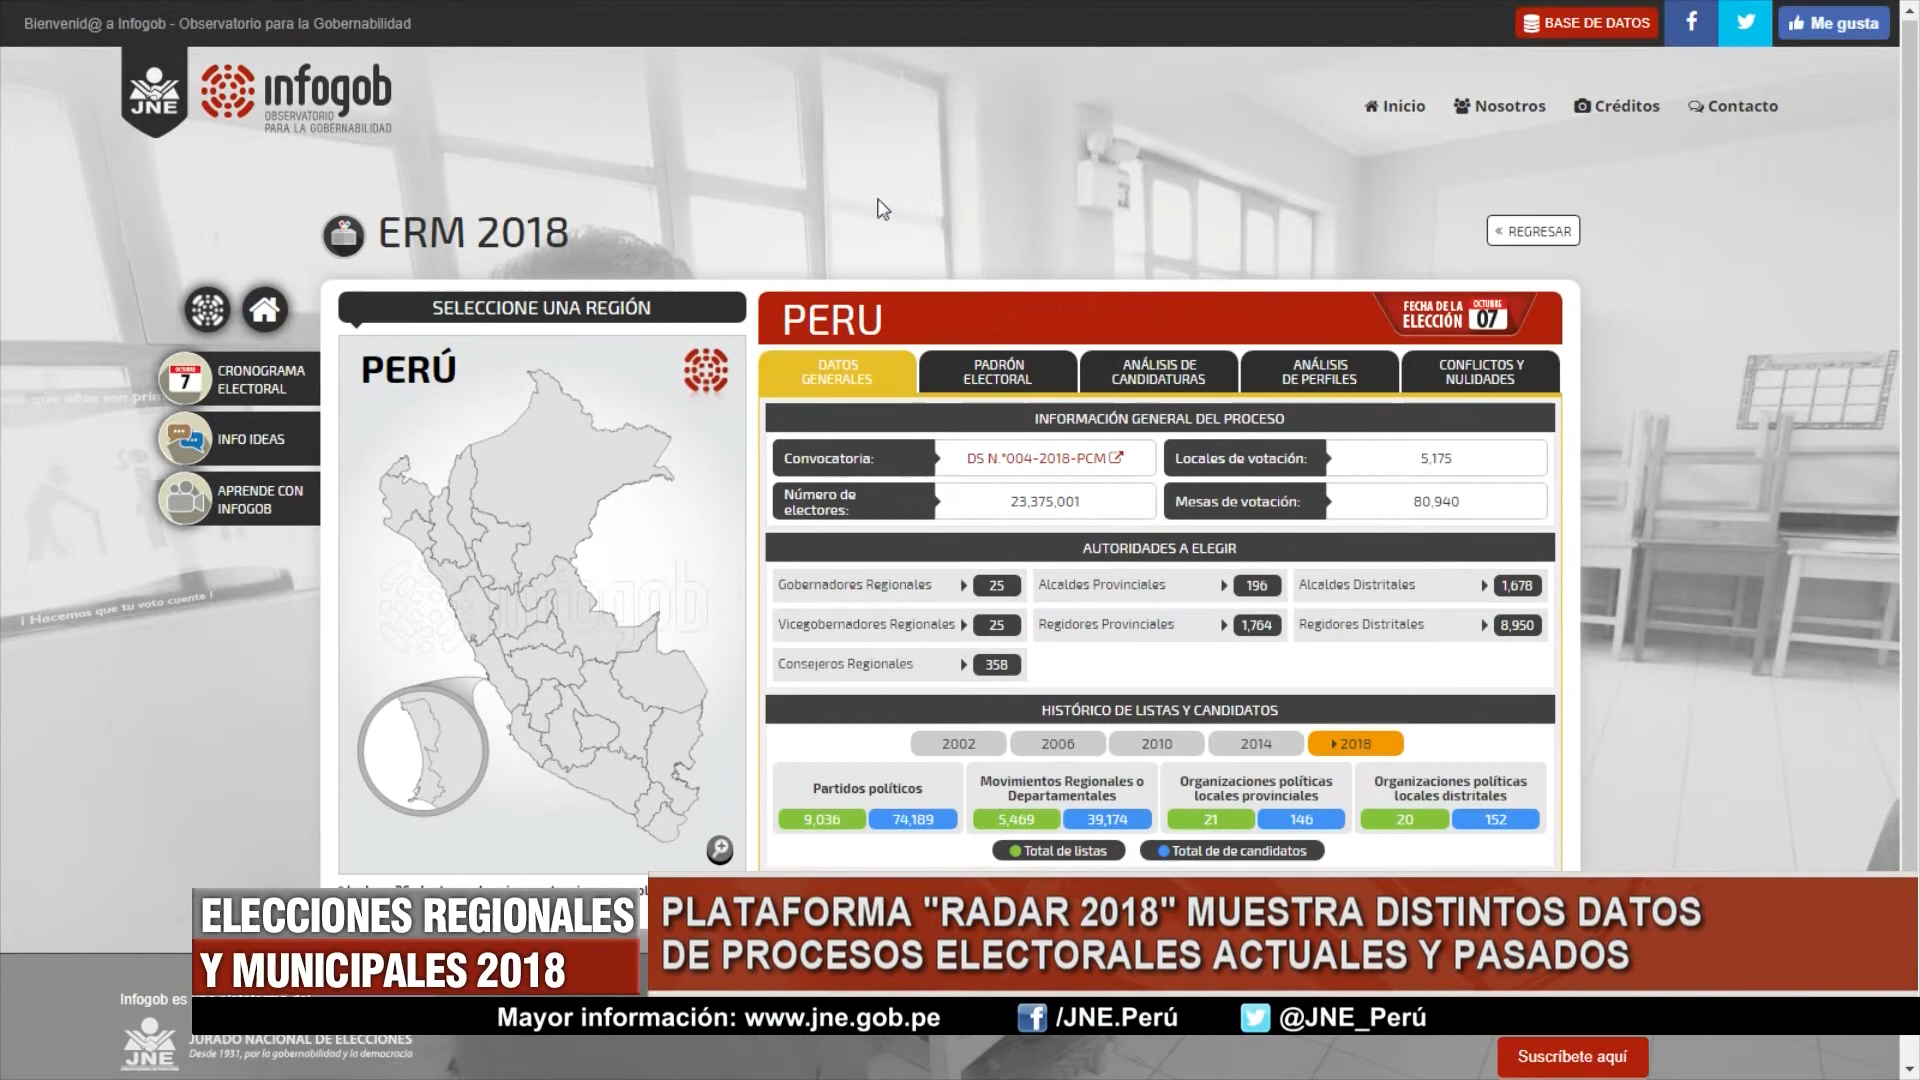 Bienvenid@ a Infogob - Observatorio para la Gobernabilidad
BASE DE DATOS
Me gusta
JNE
infogob
OBSERVATORIO
PARA LA GOBERNABILIDAD
Inicio
Nosotros
Créditos
Contacto
ERM 2018
« REGRESAR
CRONOGRAMA
ELECTORAL
OCTUBRE
7
INFO IDEAS
APRENDE CON
INFOGOB
¡ Hacemos que tu voto cuente !
SELECCIONE UNA REGIÓN
PERÚ
infogob
PERU
FECHA DE LA
ELECCIÓN
OCTUBRE
07
DATOS
GENERALES
PADRÓN
ELECTORAL
ANÁLISIS DE
CANDIDATURAS
ANÁLISIS
DE PERFILES
CONFLICTOS Y
NULIDADES
INFORMACIÓN GENERAL DEL PROCESO
Convocatoria:
DS N.°004-2018-PCM
Locales de votación:
5,175
Número de
electores:
23,375,001
Mesas de votación:
80,940
AUTORIDADES A ELEGIR
Gobernadores Regionales 25
Alcaldes Provinciales 196
Alcaldes Distritales 1,678
Vicegobernadores Regionales 25
Regidores Provinciales 1,764
Regidores Distritales 8,950
Consejeros Regionales 358
HISTÓRICO DE LISTAS Y CANDIDATOS
2002 2006 2010 2014 2018
Partidos políticos
9,036 74,189
Movimientos Regionales o
Departamentales
5,469 39,174
Organizaciones políticas
locales provinciales
21 146
Organizaciones políticas
locales distritales
20 152
Total de listas
Total de de candidatos
ELECCIONES REGIONALES
Y MUNICIPALES 2018
PLATAFORMA "RADAR 2018" MUESTRA DISTINTOS DATOS
DE PROCESOS ELECTORALES ACTUALES Y PASADOS
Infogob es
Mayor información: www.jne.gob.pe
/JNE.Perú
@JNE_Perú
JNE
JURADO NACIONAL DE ELECCIONES
Desde 1931, por la gobernabilidad y la democracia
Suscríbete aquí